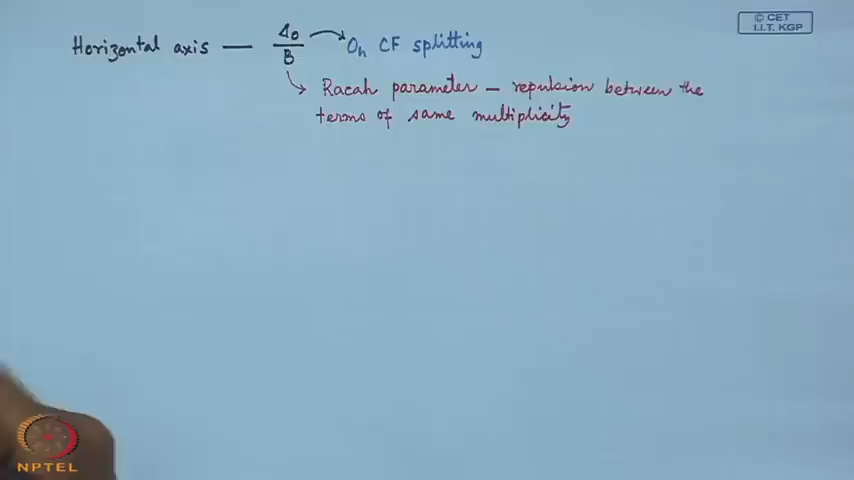 Horizontal axis — Δo/B → Oh CF splitting
Racah parameter – repulsion between the
terms of same multiplicity
© CET
I.I.T. KGP
NPTEL